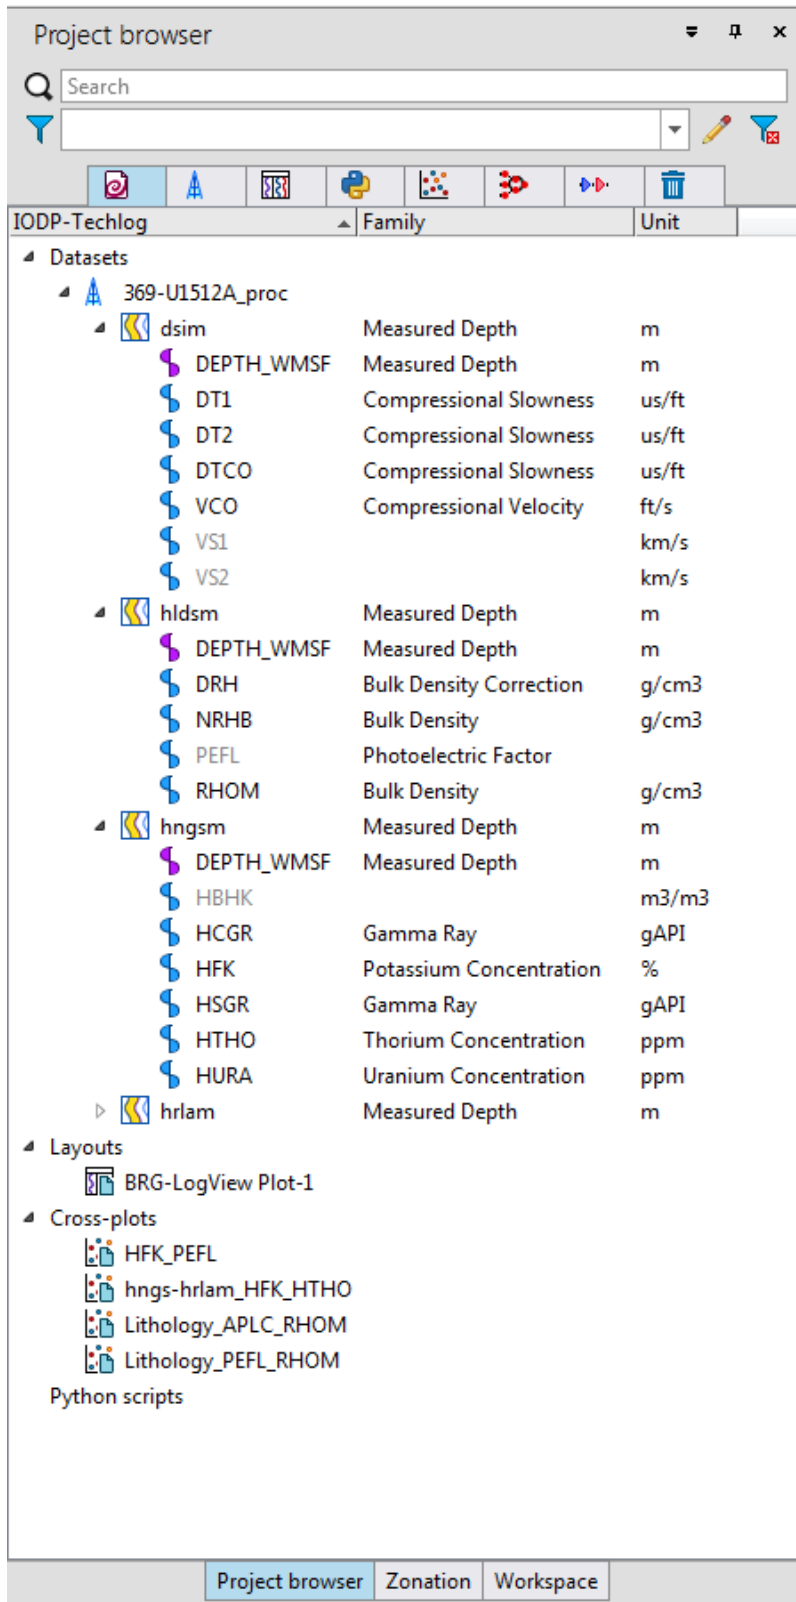 Project browser
Search
IODP-Techlog Family Unit
Datasets
369-U1512A_proc
dsim Measured Depth m
DEPTH_WMSF Measured Depth m
DT1 Compressional Slowness us/ft
DT2 Compressional Slowness us/ft
DTCO Compressional Slowness us/ft
VCO Compressional Velocity ft/s
VS1 km/s
VS2 km/s
hldsm Measured Depth m
DEPTH_WMSF Measured Depth m
DRH Bulk Density Correction g/cm3
NRHB Bulk Density g/cm3
PEFL Photoelectric Factor
RHOM Bulk Density g/cm3
hngsm Measured Depth m
DEPTH_WMSF Measured Depth m
HBHK m3/m3
HCGR Gamma Ray gAPI
HFK Potassium Concentration %
HSGR Gamma Ray gAPI
HTHO Thorium Concentration ppm
HURA Uranium Concentration ppm
hrlam Measured Depth m
Layouts
BRG-LogView Plot-1
Cross-plots
HFK_PEFL
hngs-hrlam_HFK_HTHO
Lithology_APLC_RHOM
Lithology_PEFL_RHOM
Python scripts
Project browser Zonation Workspace